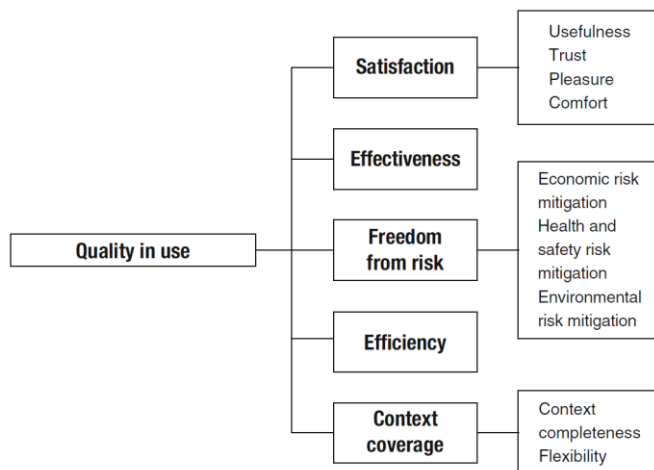 Quality in use
Satisfaction
Usefulness
Trust
Pleasure
Comfort
Effectiveness
Freedom
from risk
Economic risk
mitigation
Health and
safety risk
mitigation
Environmental
risk mitigation
Efficiency
Context
coverage
Context
completeness
Flexibility